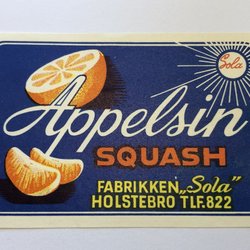 Sola
Appelsin
SQUASH
FABRIKKEN „Sola”
HOLSTEBRO TLF.822